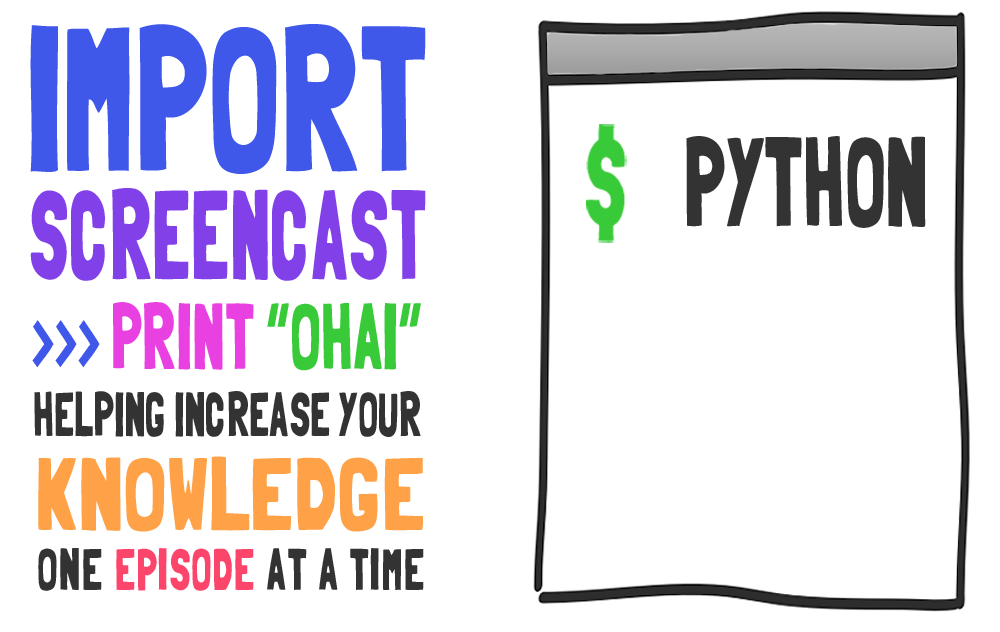 IMPORT
SCREENCAST
>>> PRINT "OHAI"
HELPING INCREASE YOUR
KNOWLEDGE
ONE EPISODE AT A TIME
$ PYTHON